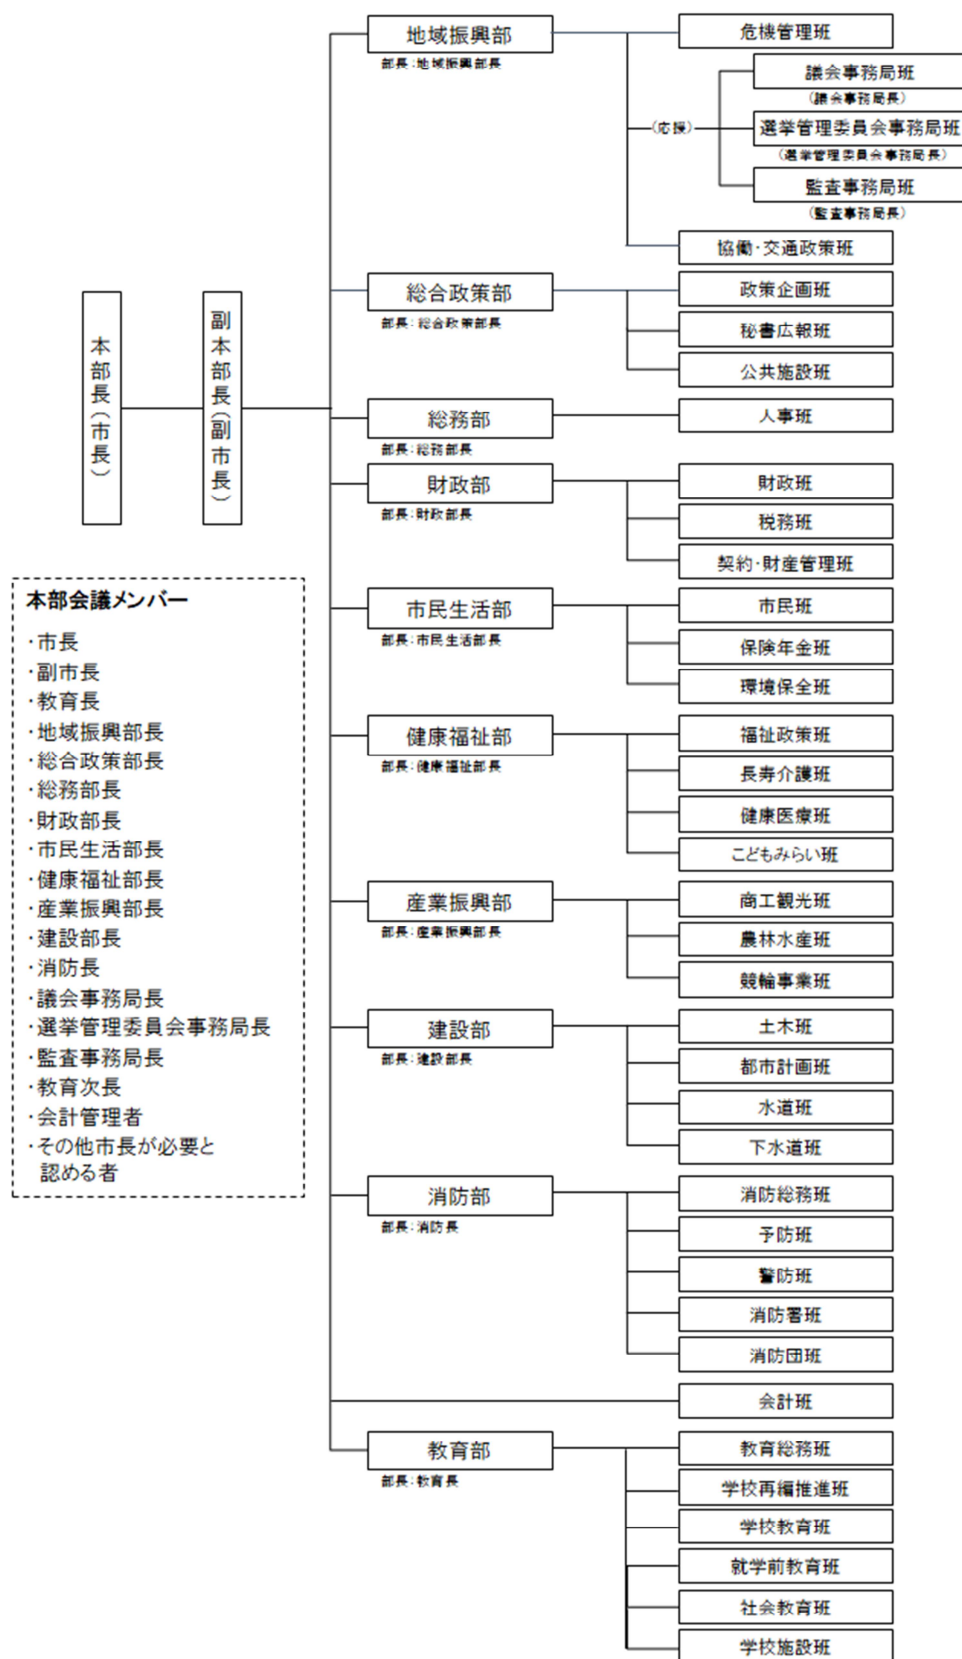 地域振興部
部長：地域振興部長
危機管理班
（応援）
議会事務局班
（議会事務局長）
選挙管理委員会事務局班
（選挙管理委員会事務局長）
監査事務局班
（監査事務局長）
協働・交通政策班
本部長（市長）
副本部長（副市長）
総合政策部
部長：総合政策部長
政策企画班
秘書広報班
公共施設班
総務部
部長：総務部長
人事班
財政部
部長：財政部長
財政班
税務班
契約・財産管理班
市民生活部
部長：市民生活部長
市民班
保険年金班
環境保全班
健康福祉部
部長：健康福祉部長
福祉政策班
長寿介護班
健康医療班
こどもみらい班
産業振興部
部長：産業振興部長
商工観光班
農林水産班
競輪事業班
建設部
部長：建設部長
土木班
都市計画班
水道班
下水道班
消防部
部長：消防長
消防総務班
予防班
警防班
消防署班
消防団班
会計班
教育部
部長：教育長
教育総務班
学校再編推進班
学校教育班
就学前教育班
社会教育班
学校施設班
本部会議メンバー
・市長
・副市長
・教育長
・地域振興部長
・総合政策部長
・総務部長
・財政部長
・市民生活部長
・健康福祉部長
・産業振興部長
・建設部長
・消防長
・議会事務局長
・選挙管理委員会事務局長
・監査事務局長
・教育次長
・会計管理者
・その他市長が必要と
認める者